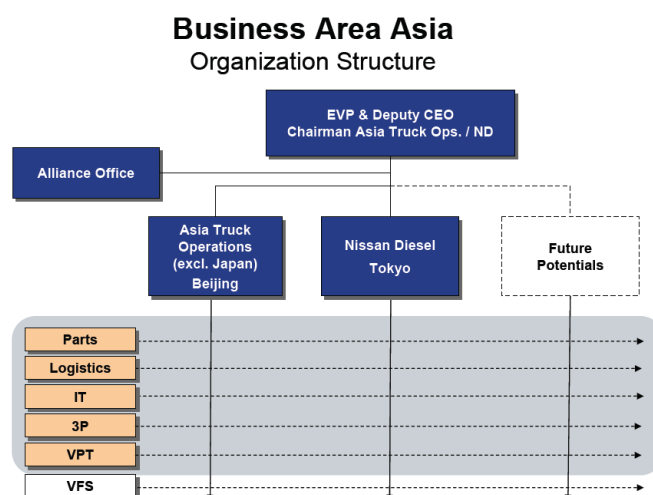 Business Area Asia
Organization Structure
EVP & Deputy CEO
Chairman Asia Truck Ops. / ND
Alliance Office
Asia Truck
Operations
(excl. Japan)
Beijing
Nissan Diesel
Tokyo
Future
Potentials
Parts
Logistics
IT
3P
VPT
VFS